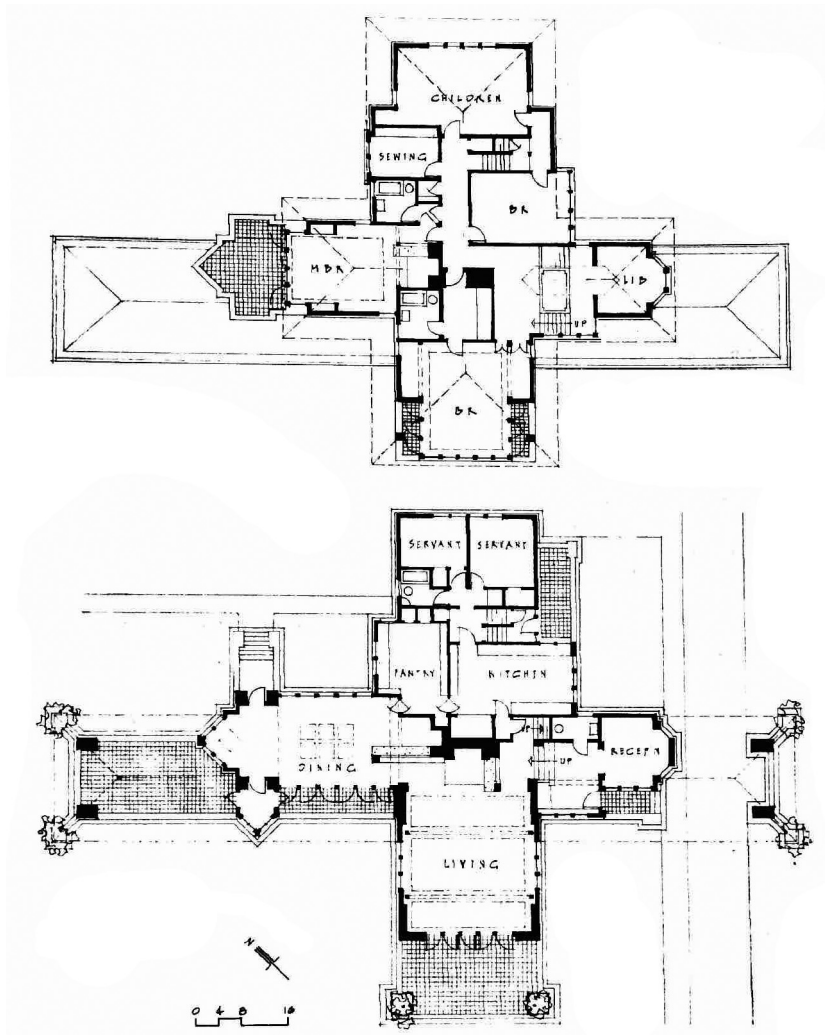 CHILDREN
SEWING
BR
MBR
LIB
UP
BR
SERVANT SERVANT
PANTRY
KITCHEN
UP
RECEP'N
UP
DINING
LIVING
N
0 4 8 16